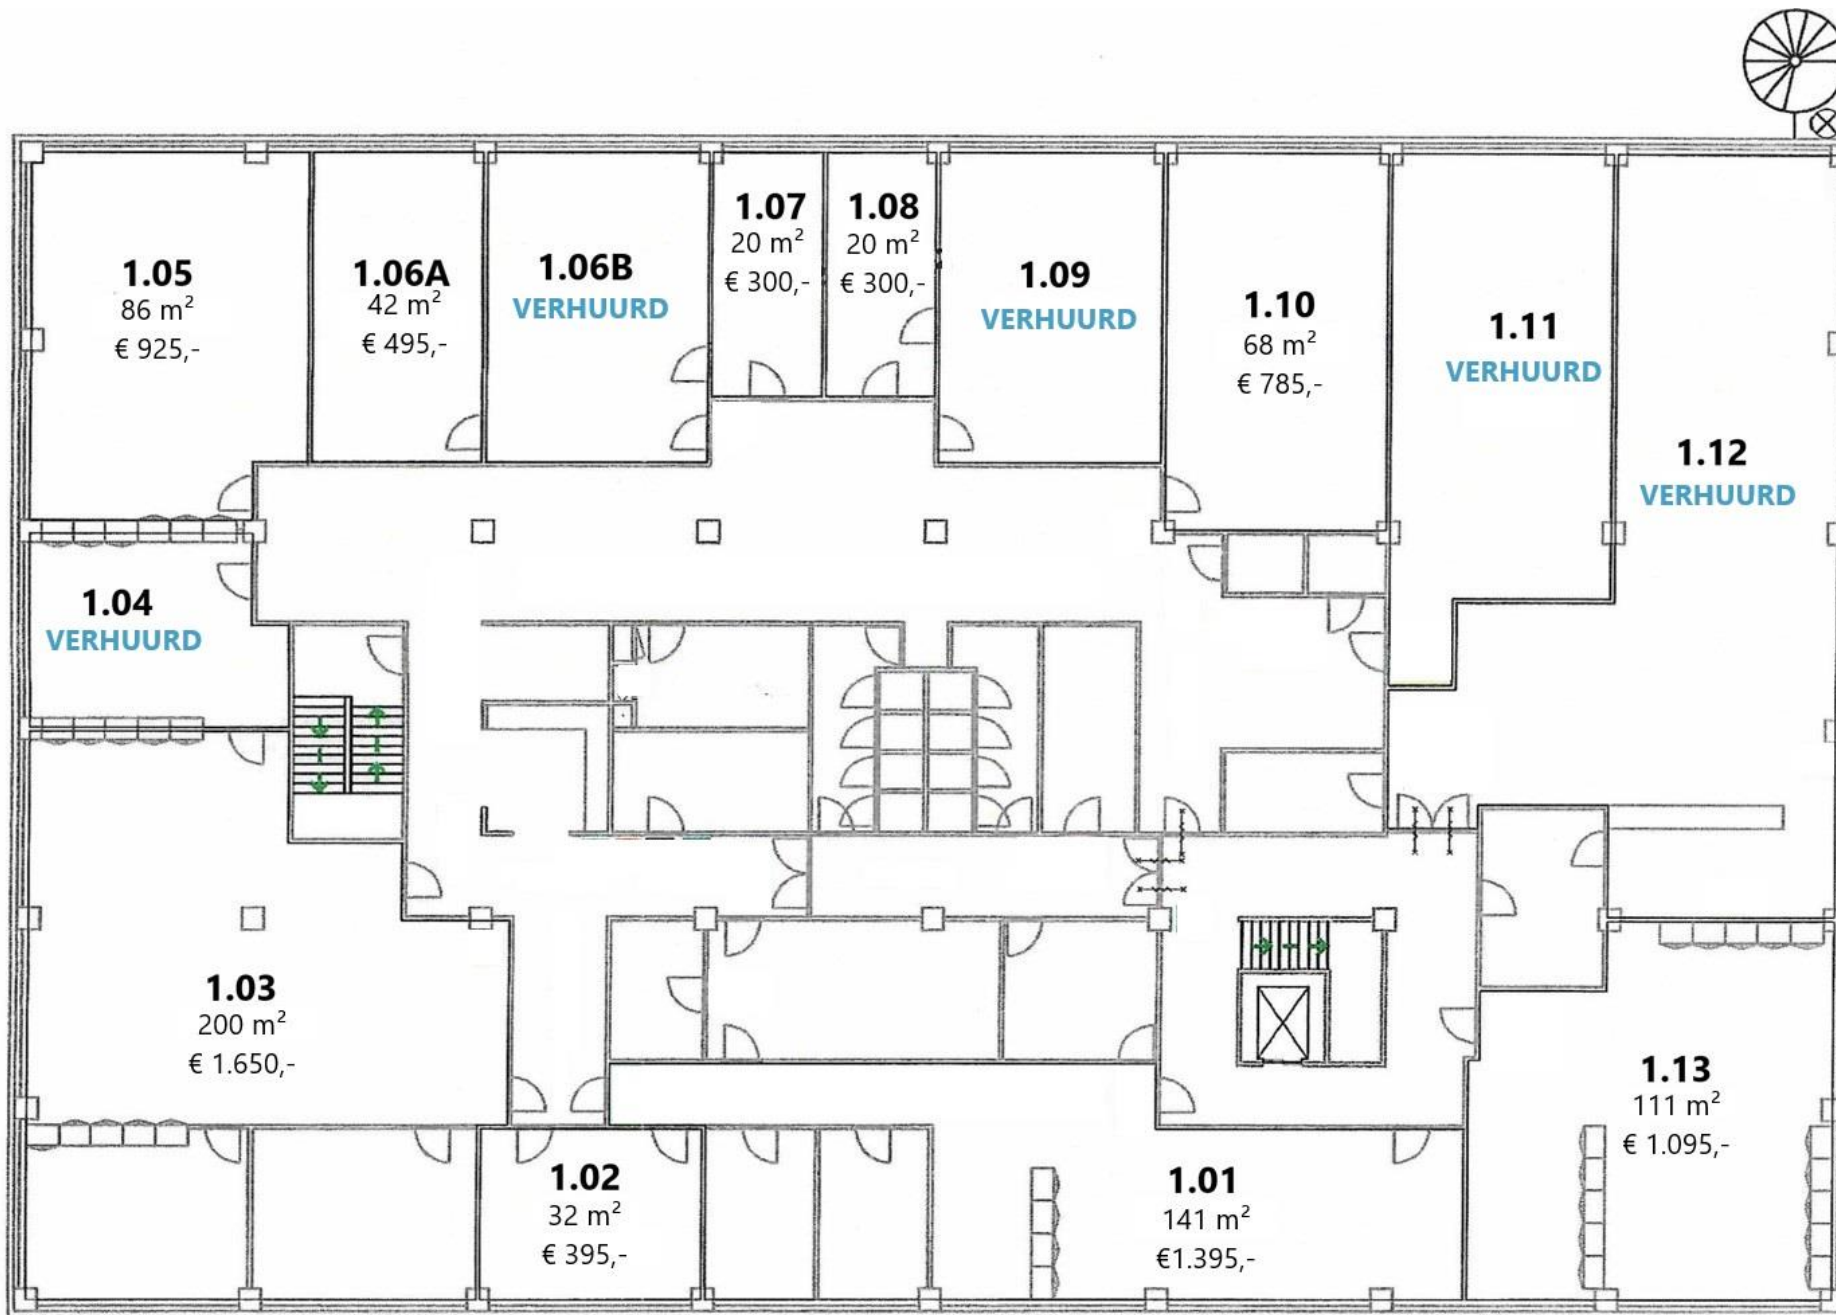 1.05
86 m²
€ 925,-
1.06A
42 m²
€ 495,-
1.06B
VERHUURD
1.07
20 m²
€ 300,-
1.08
20 m²
€ 300,-
1.09
VERHUURD
1.10
68 m²
€ 785,-
1.11
VERHUURD
1.12
VERHUURD
1.04
VERHUURD
1.03
200 m²
€ 1.650,-
1.02
32 m²
€ 395,-
1.01
141 m²
€1.395,-
1.13
111 m²
€ 1.095,-